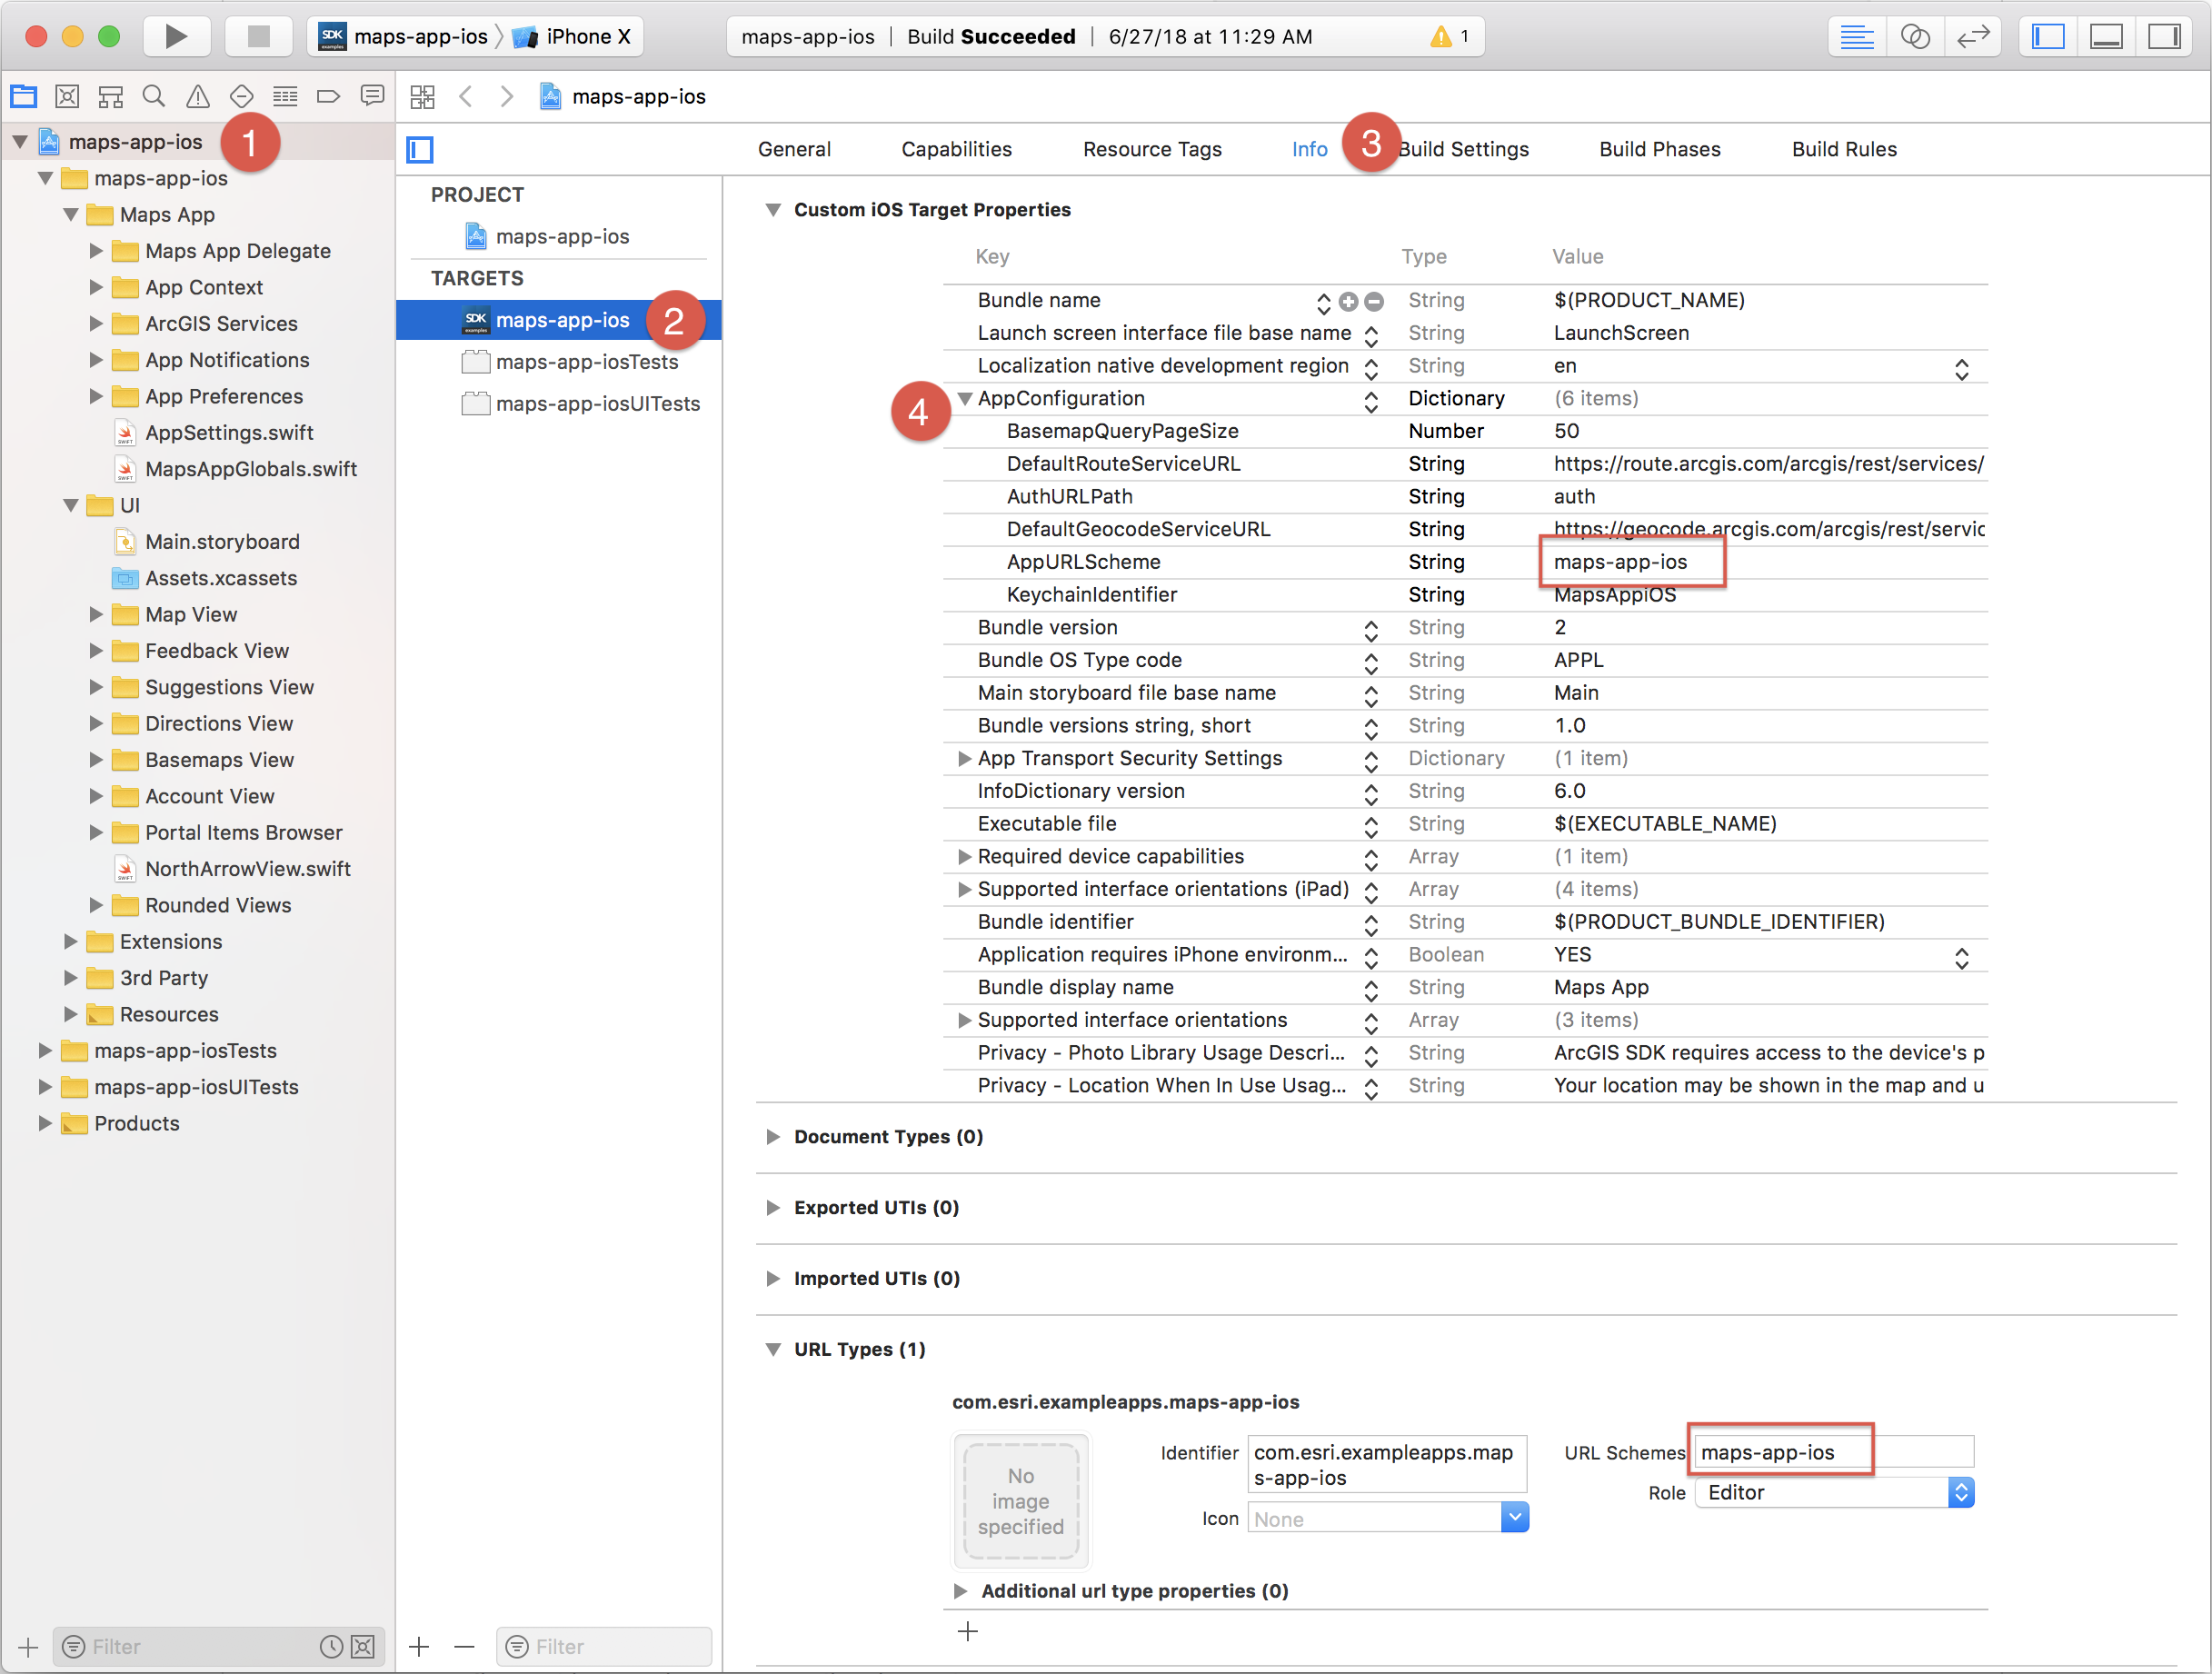 maps-app-ios iPhone X
maps-app-ios | Build Succeeded | 6/27/18 at 11:29 AM 1
maps-app-ios
maps-app-ios 1
maps-app-ios
Maps App
Maps App Delegate
App Context
ArcGIS Services
App Notifications
App Preferences
AppSettings.swift
MapsAppGlobals.swift
UI
Main.storyboard
Assets.xcassets
Map View
Feedback View
Suggestions View
Directions View
Basemaps View
Account View
Portal Items Browser
NorthArrowView.swift
Rounded Views
Extensions
3rd Party
Resources
maps-app-iosTests
maps-app-iosUITests
Products
Filter
PROJECT
maps-app-ios
TARGETS
SDK examples maps-app-ios 2
maps-app-iosTests
maps-app-iosUITests
Filter
General Capabilities Resource Tags Info 3 Build Settings Build Phases Build Rules
Custom iOS Target Properties
Key Type Value
Bundle name String $(PRODUCT_NAME)
Launch screen interface file base name String LaunchScreen
Localization native development region String en
4 AppConfiguration Dictionary (6 items)
BasemapQueryPageSize Number 50
DefaultRouteServiceURL String https://route.arcgis.com/arcgis/rest/services/
AuthURLPath String auth
DefaultGeocodeServiceURL String https://geocode.arcgis.com/arcgis/rest/servic
AppURLScheme String maps-app-ios
KeychainIdentifier String MapsAppiOS
Bundle version String 2
Bundle OS Type code String APPL
Main storyboard file base name String Main
Bundle versions string, short String 1.0
App Transport Security Settings Dictionary (1 item)
InfoDictionary version String 6.0
Executable file String $(EXECUTABLE_NAME)
Required device capabilities Array (1 item)
Supported interface orientations (iPad) Array (4 items)
Bundle identifier String $(PRODUCT_BUNDLE_IDENTIFIER)
Application requires iPhone environm... Boolean YES
Bundle display name String Maps App
Supported interface orientations Array (3 items)
Privacy - Photo Library Usage Descri... String ArcGIS SDK requires access to the device's p
Privacy - Location When In Use Usag... String Your location may be shown in the map and u
Document Types (0)
Exported UTIs (0)
Imported UTIs (0)
URL Types (1)
com.esri.exampleapps.maps-app-ios
No
image
specified
Identifier com.esri.exampleapps.map
s-app-ios
Icon None
URL Schemes maps-app-ios
Role Editor
Additional url type properties (0)